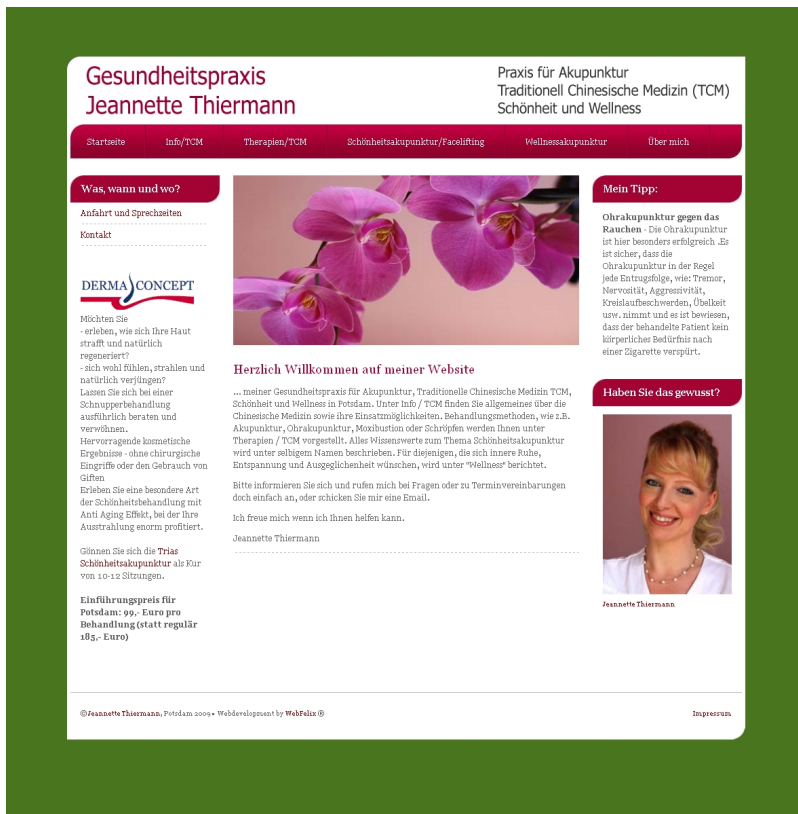 Gesundheitspraxis
Jeannette Thiermann
Praxis für Akupunktur
Traditionell Chinesische Medizin (TCM)
Schönheit und Wellness
Startseite
Info/TCM
Therapien/TCM
Schönheitsakupunktur/Facelifting
Wellnessakupunktur
Über mich
Was, wann und wo?
Anfahrt und Sprechzeiten
Kontakt
DERMA CONCEPT
Möchten Sie
- erleben, wie sich Ihre Haut
strafft und natürlich
regeneriert?
- sich wohl fühlen, strahlen und
natürlich verjüngen?
Lassen Sie sich bei einer
Schnupperbehandlung
ausführlich beraten und
verwöhnen.
Hervorragende kosmetische
Ergebnisse - ohne chirurgische
Eingriffe oder den Gebrauch von
Giften
Erleben Sie eine besondere Art
der Schönheitsbehandlung mit
Anti Aging Effekt, bei der Ihre
Ausstrahlung enorm profitiert.
Gönnen Sie sich die Trias
Schönheitsakupunktur als Kur
von 10-12 Sitzungen.
Einführungspreis für
Potsdam: 99,- Euro pro
Behandlung (statt regulär
185,- Euro)
Herzlich Willkommen auf meiner Website
... meiner Gesundheitspraxis für Akupunktur, Traditionelle Chinesische Medizin TCM,
Schönheit und Wellness in Potsdam. Unter Info / TCM finden Sie allgemeines über die
Chinesische Medizin sowie ihre Einsatzmöglichkeiten. Behandlungsmethoden, wie z.B.
Akupunktur, Ohrakupunktur, Moxibustion oder Schröpfen werden Ihnen unter
Therapien / TCM vorgestellt. Alles Wissenswerte zum Thema Schönheitsakupunktur
wird unter selbigem Namen beschrieben. Für diejenigen, die sich innere Ruhe,
Entspannung und Ausgeglichenheit wünschen, wird unter "Wellness" berichtet.
Bitte informieren Sie sich und rufen mich bei Fragen oder zu Terminvereinbarungen
doch einfach an, oder schicken Sie mir eine Email.
Ich freue mich wenn ich Ihnen helfen kann.
Jeannette Thiermann
Mein Tipp:
Ohrakupunktur gegen das
Rauchen - Die Ohrakupunktur
ist hier besonders erfolgreich .Es
ist sicher, dass die
Ohrakupunktur in der Regel
jede Entzugsfolge, wie: Tremor,
Nervosität, Aggressivität,
Kreislaufbeschwerden, Übelkeit
usw. nimmt und es ist bewiesen,
dass der behandelte Patient kein
körperliches Bedürfnis nach
einer Zigarette verspürt.
Haben Sie das gewusst?
Jeannette Thiermann
©Jeannette Thiermann, Potsdam 2009 • Webdevelopment by WebFelix ®
Impressum